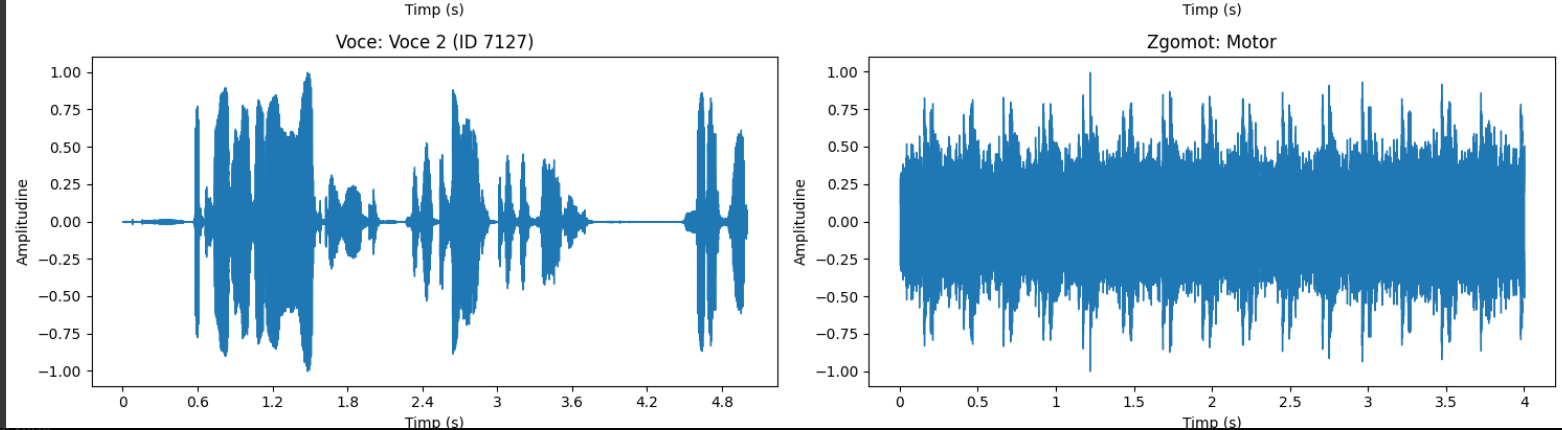 Timp (s)
Timp (s)
Voce: Voce 2 (ID 7127)
Amplitudine
1.00
0.75
0.50
0.25
0.00
−0.25
−0.50
−0.75
−1.00
0 0.6 1.2 1.8 2.4 3 3.6 4.2 4.8
Timp (s)
Zgomot: Motor
Amplitudine
1.00
0.75
0.50
0.25
0.00
−0.25
−0.50
−0.75
−1.00
0 0.5 1 1.5 2 2.5 3 3.5 4
Timp (s)